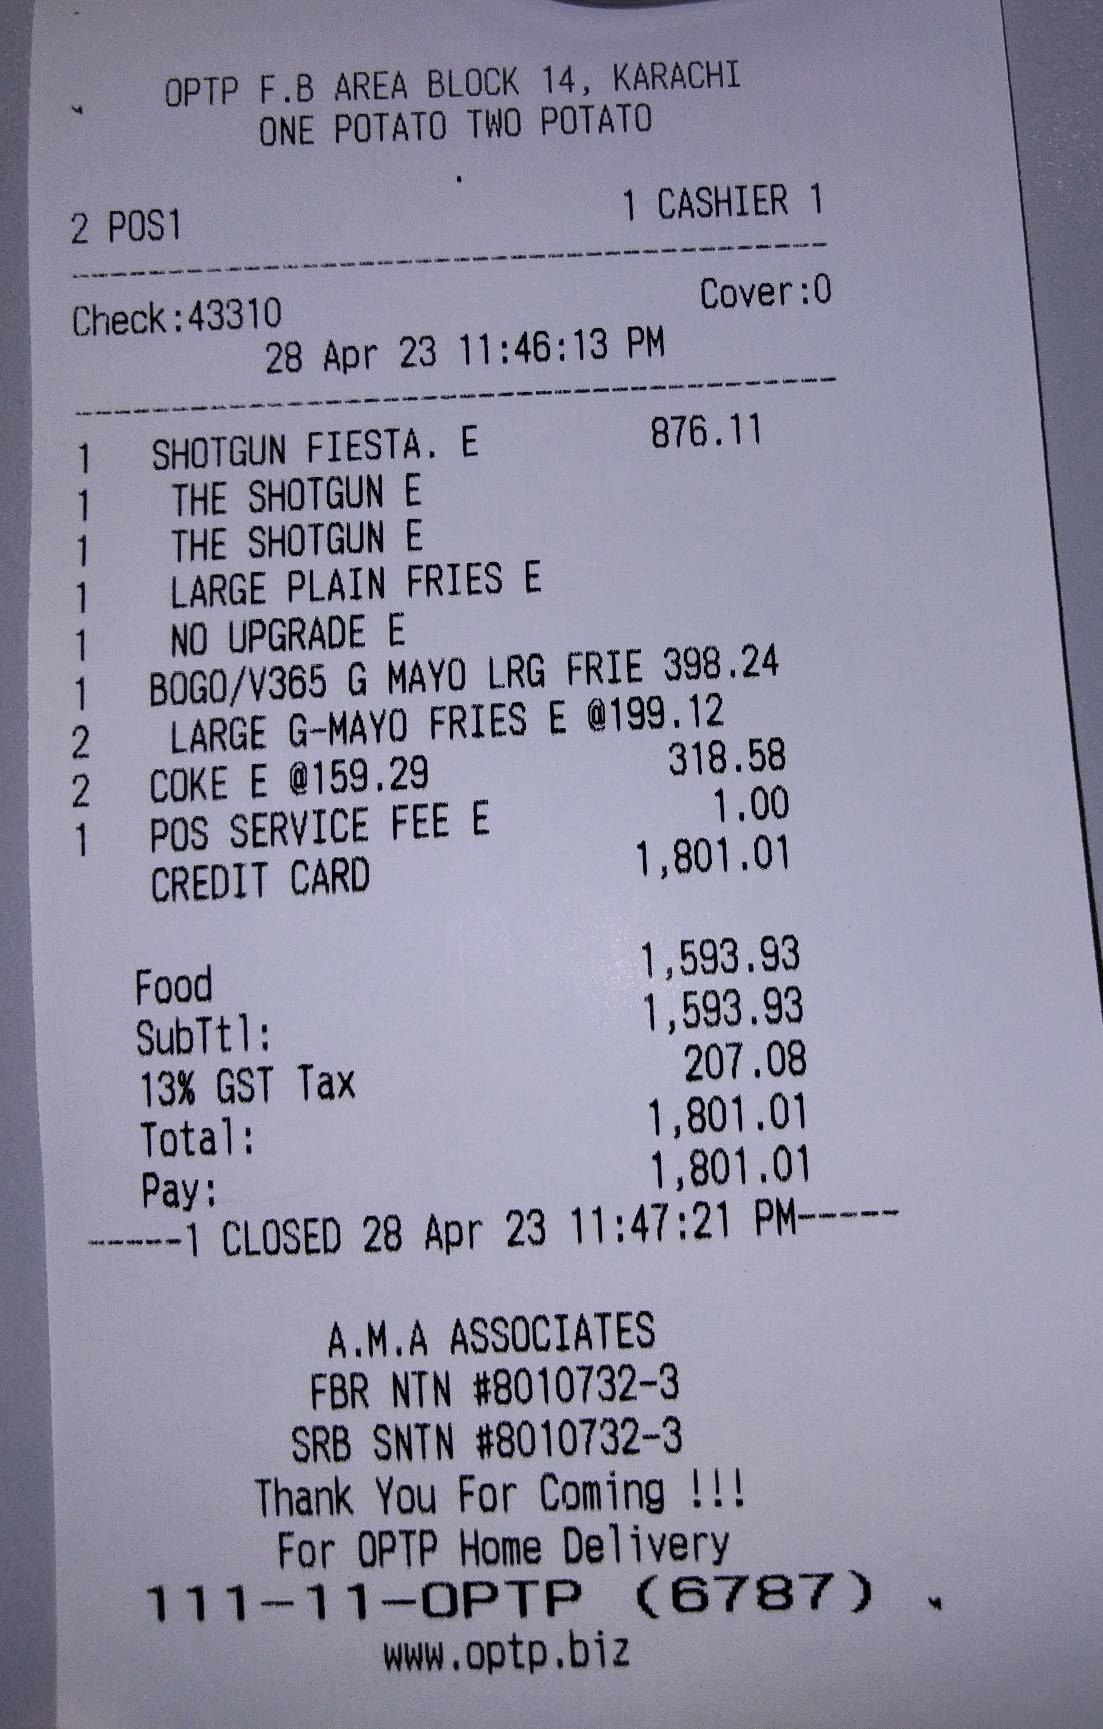 OPTP F.B AREA BLOCK 14, KARACHI
ONE POTATO TWO POTATO
2 POS1 1 CASHIER 1
--------------------------------------
Check:43310 Cover:0
28 Apr 23 11:46:13 PM
--------------------------------------
1 SHOTGUN FIESTA. E 876.11
1 THE SHOTGUN E
1 THE SHOTGUN E
1 LARGE PLAIN FRIES E
1 NO UPGRADE E
1 BOGO/V365 G MAYO LRG FRIE 398.24
2 LARGE G-MAYO FRIES E @199.12
2 COKE E @159.29 318.58
1 POS SERVICE FEE E 1.00
CREDIT CARD 1,801.01
Food 1,593.93
SubTtl: 1,593.93
13% GST Tax 207.08
Total: 1,801.01
Pay: 1,801.01
-----1 CLOSED 28 Apr 23 11:47:21 PM-----
A.M.A ASSOCIATES
FBR NTN #8010732-3
SRB SNTN #8010732-3
Thank You For Coming !!!
For OPTP Home Delivery
111-11-OPTP (6787)
www.optp.biz